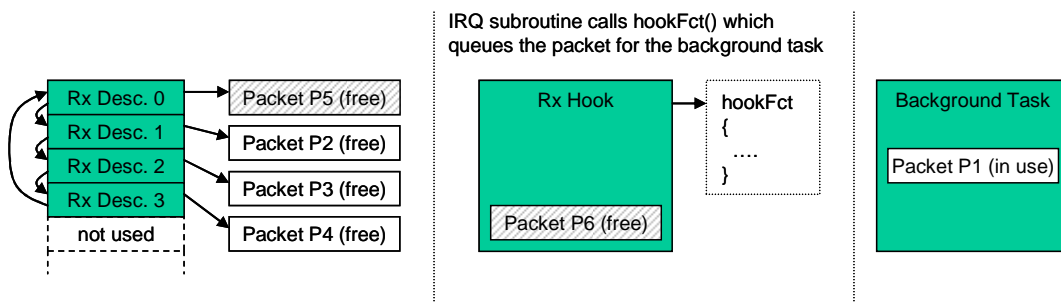 IRQ subroutine calls hookFct() which
queues the packet for the background task
Rx Desc. 0
Rx Desc. 1
Rx Desc. 2
Rx Desc. 3
not used
Packet P5 (free)
Packet P2 (free)
Packet P3 (free)
Packet P4 (free)
Rx Hook
Packet P6 (free)
hookFct
{
....
}
Background Task
Packet P1 (in use)